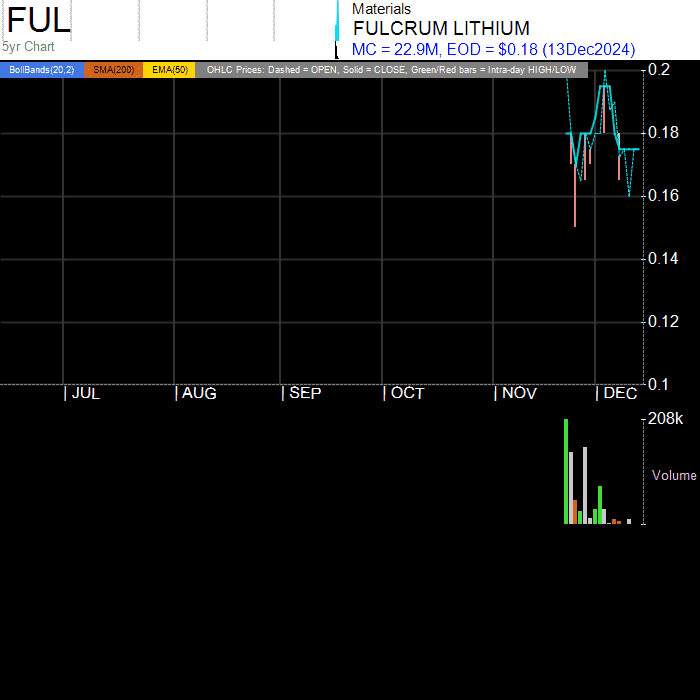 FUL
5yr Chart
Materials
FULCRUM LITHIUM
MC = 22.9M, EOD = $0.18 (13Dec2024)
BollBands(20,2) SMA(200) EMA(50) OHLC Prices: Dashed = OPEN, Solid = CLOSE, Green/Red bars = Intra-day HIGH/LOW
0.2
0.18
0.16
0.14
0.12
0.1
JUL AUG SEP OCT NOV DEC
208k
Volume